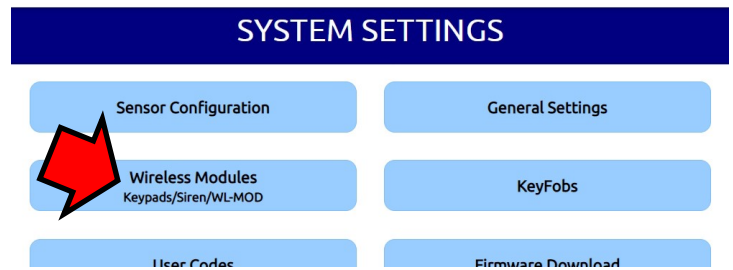 SYSTEM SETTINGS
Sensor Configuration
General Settings
Wireless Modules
Keypads/Siren/WL-MOD
KeyFobs
User Codes
Firmware Download